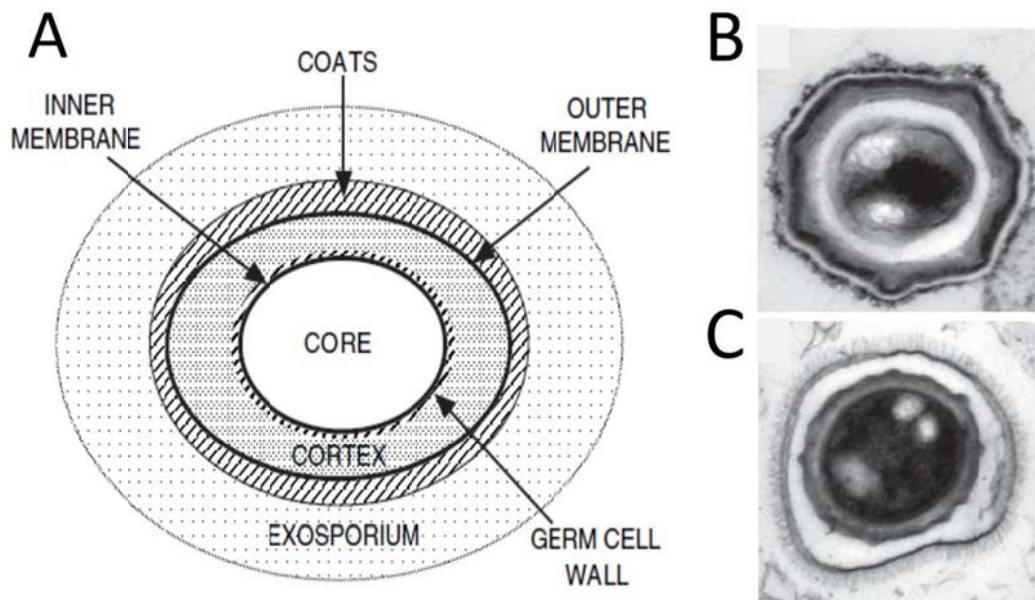 A
COATS
INNER
MEMBRANE
OUTER
MEMBRANE
CORE
CORTEX
EXOSPORIUM
GERM CELL
WALL
B
C